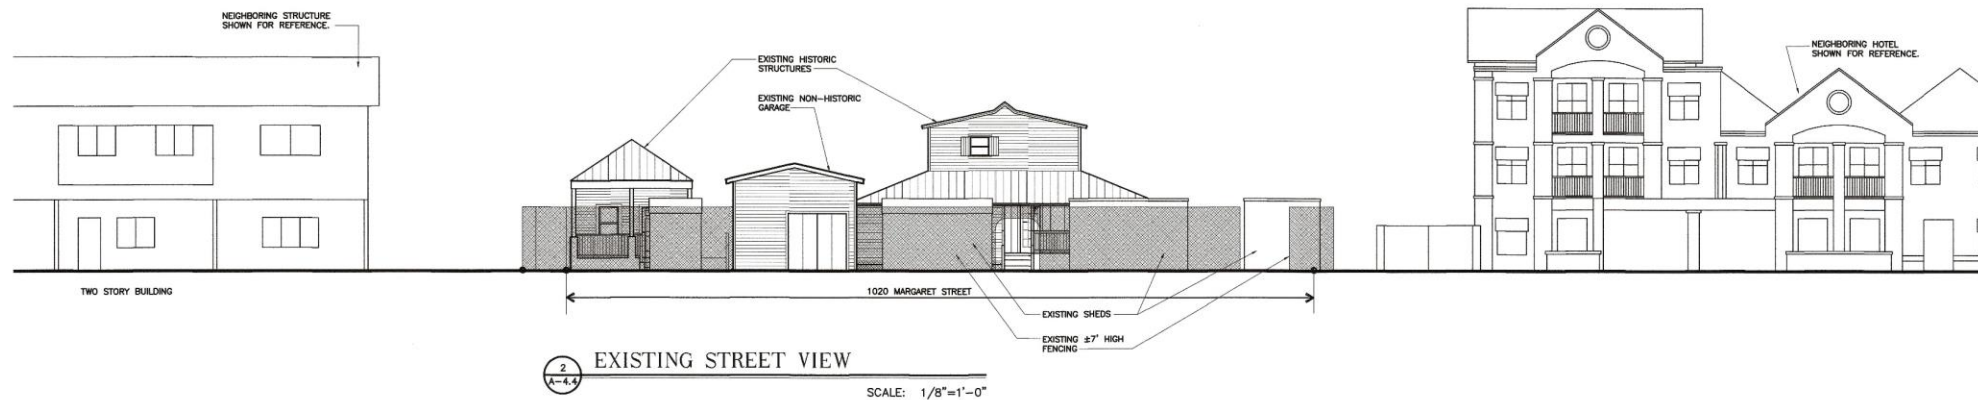 NEIGHBORING STRUCTURE
SHOWN FOR REFERENCE.
EXISTING HISTORIC
STRUCTURES
EXISTING NON-HISTORIC
GARAGE
NEIGHBORING HOTEL
SHOWN FOR REFERENCE.
TWO STORY BUILDING
1020 MARGARET STREET
EXISTING SHEDS
EXISTING ±7' HIGH
FENCING
2
A-4.4
EXISTING STREET VIEW
SCALE: 1/8"=1'-0"